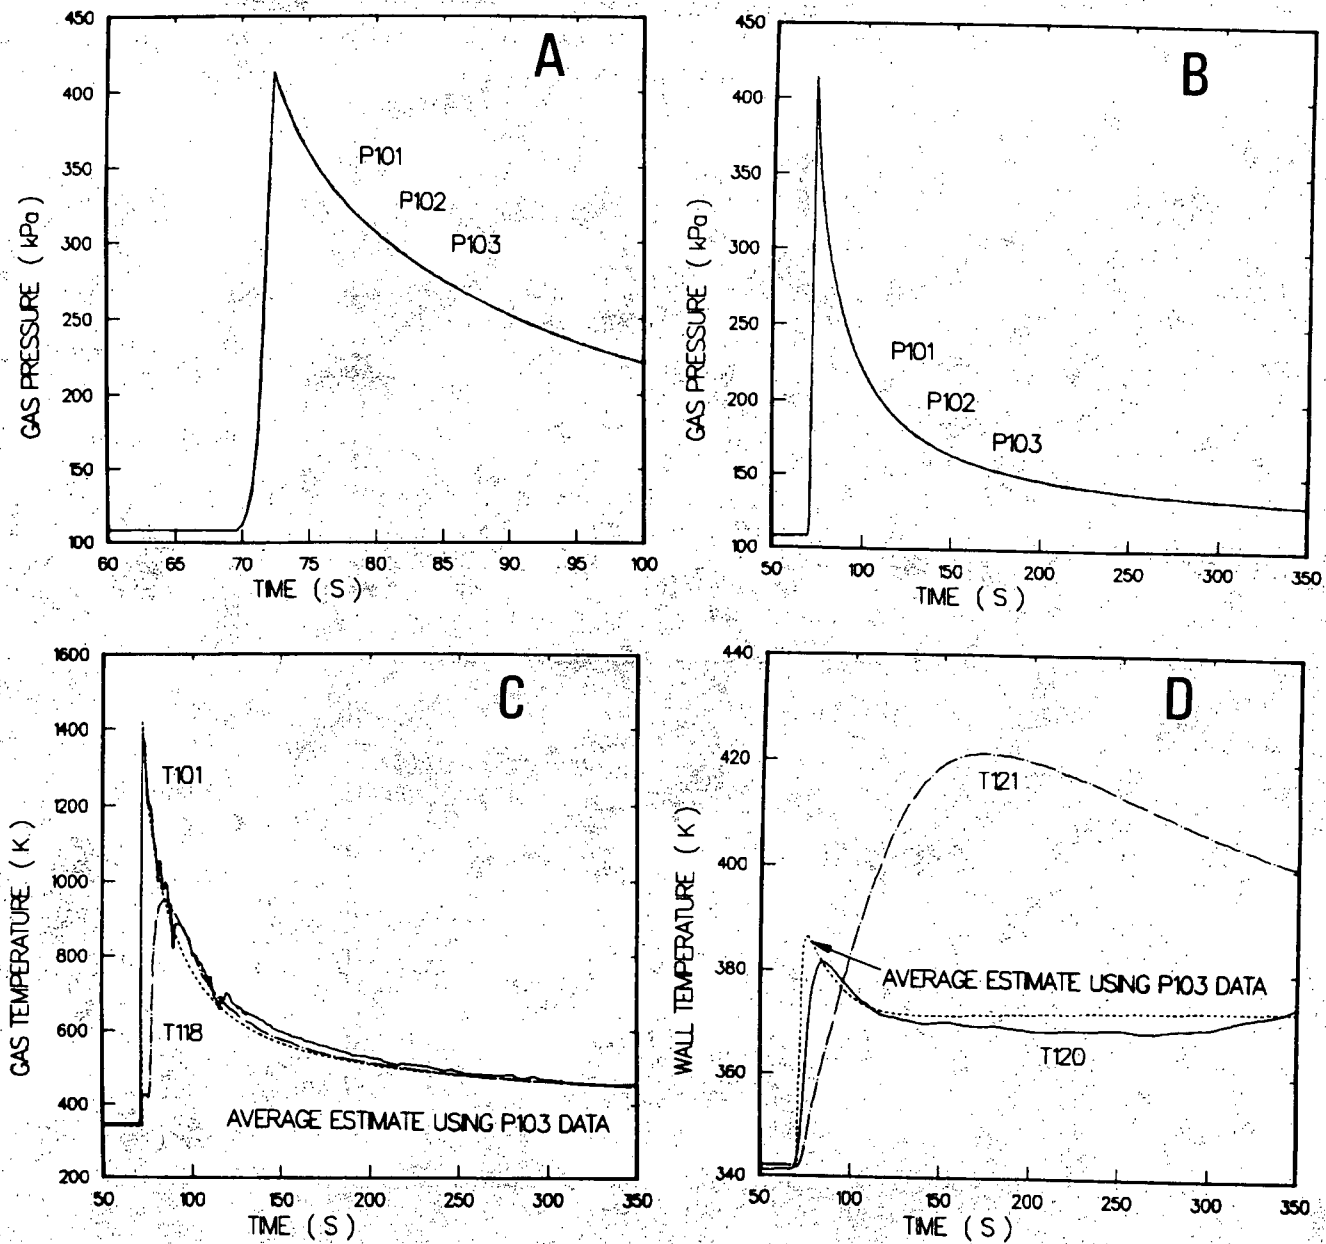 A
GAS PRESSURE ( kPa )
450
400
350
300
250
200
150
100
P101
P102
P103
60 65 70 75 80 85 90 95 100
TIME ( S )
B
GAS PRESSURE ( kPa )
450
400
350
300
250
200
150
100
P101
P102
P103
50 100 150 200 250 300 350
TIME ( S )
C
GAS TEMPERATURE ( K )
1600
1400
1200
1000
800
600
400
200
T101
T118
AVERAGE ESTIMATE USING P103 DATA
50 100 150 200 250 300 350
TIME ( S )
D
WALL TEMPERATURE ( K )
440
420
400
380
360
340
T121
AVERAGE ESTIMATE USING P103 DATA
T120
50 100 150 200 250 300 350
TIME ( S )